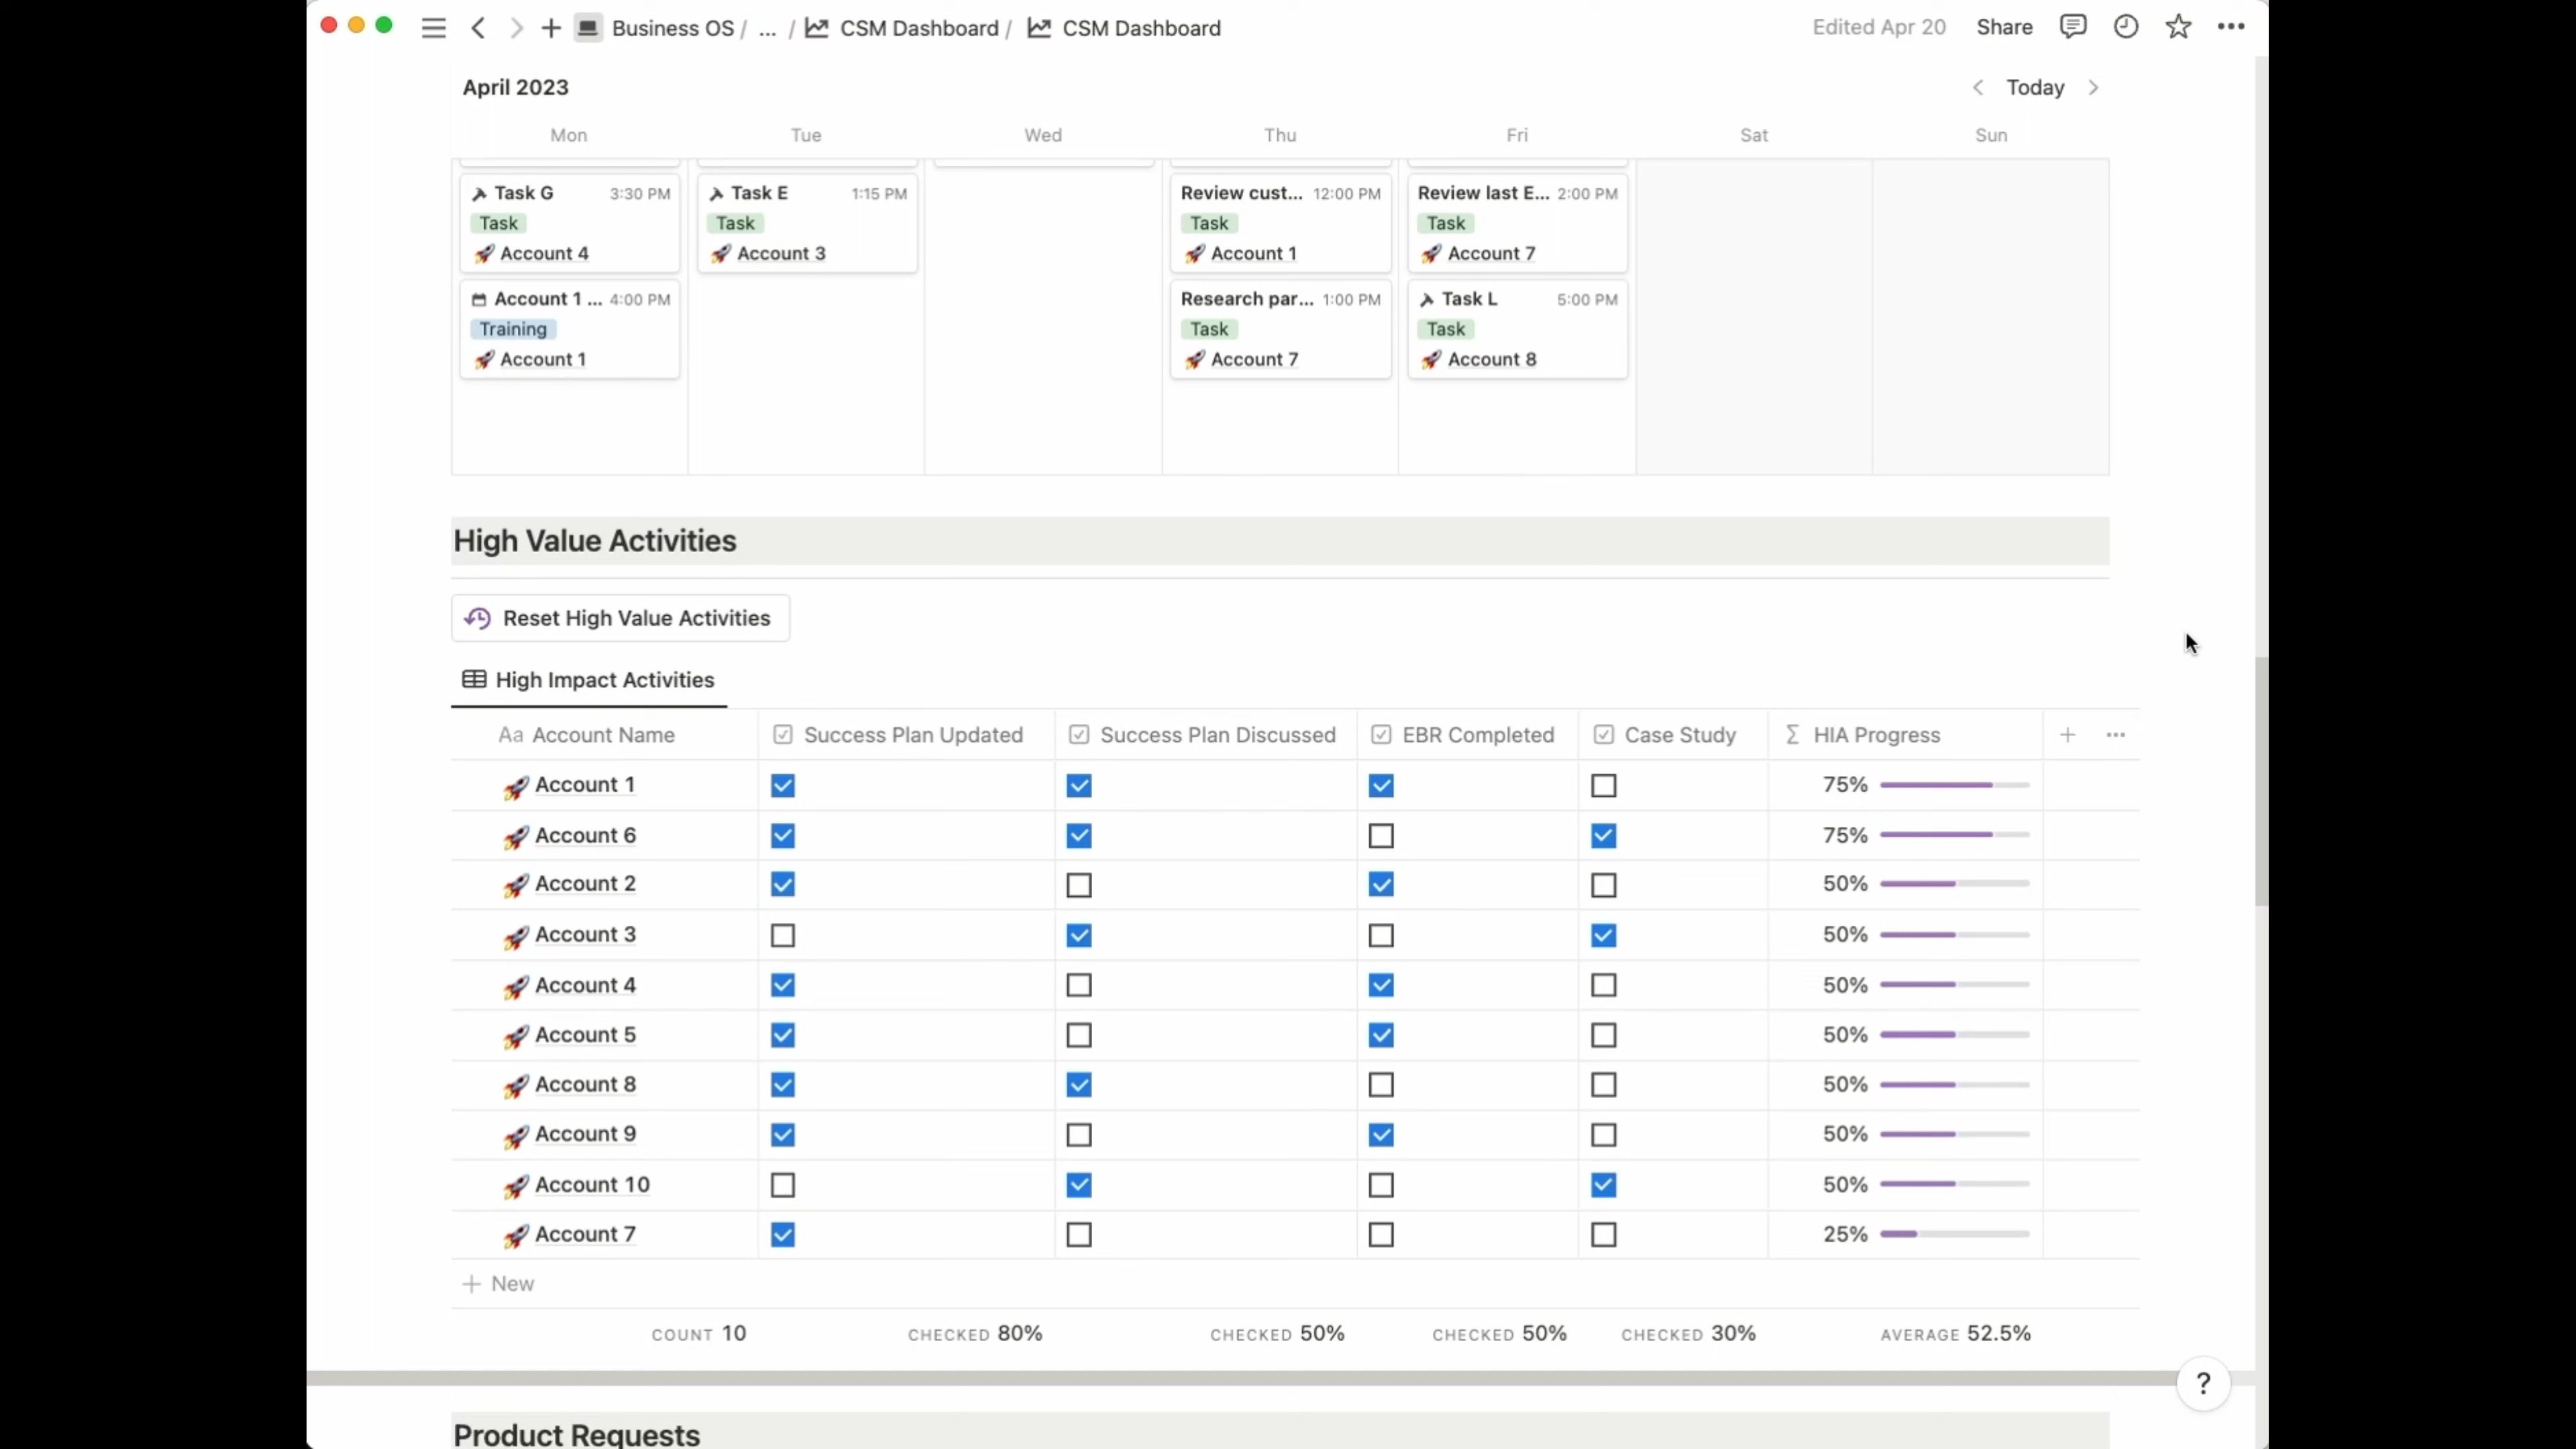 Business OS / ... / CSM Dashboard / CSM Dashboard Edited Apr 20 Share
April 2023 Today
Mon Tue Wed Thu Fri Sat Sun
Task G 3:30 PM Task E 1:15 PM Review cust... 12:00 PM Review last E... 2:00 PM
Task Task Task Task
Account 4 Account 3 Account 1 Account 7
Account 1 ... 4:00 PM Research par... 1:00 PM Task L 5:00 PM
Training Task Task
Account 1 Account 7 Account 8
High Value Activities
Reset High Value Activities
High Impact Activities
Aa Account Name Success Plan Updated Success Plan Discussed EBR Completed Case Study Σ HIA Progress + ...
Account 1 75%
Account 6 75%
Account 2 50%
Account 3 50%
Account 4 50%
Account 5 50%
Account 8 50%
Account 9 50%
Account 10 50%
Account 7 25%
+ New
COUNT 10 CHECKED 80% CHECKED 50% CHECKED 50% CHECKED 30% AVERAGE 52.5%
?
Product Requests